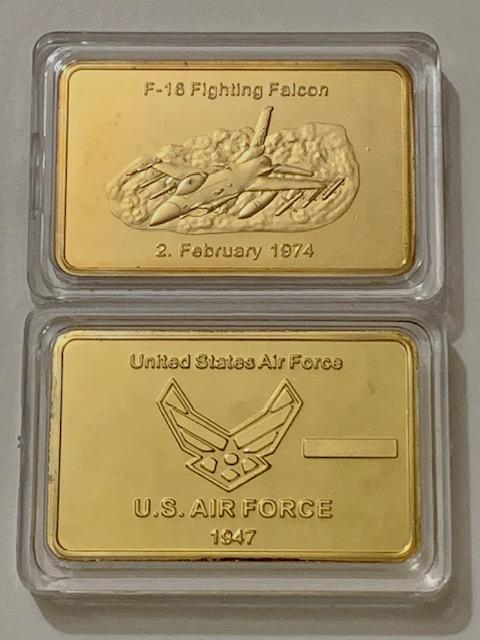 F-16 Fighting Falcon
2. February 1974
United States Air Force
U.S. AIR FORCE
1947